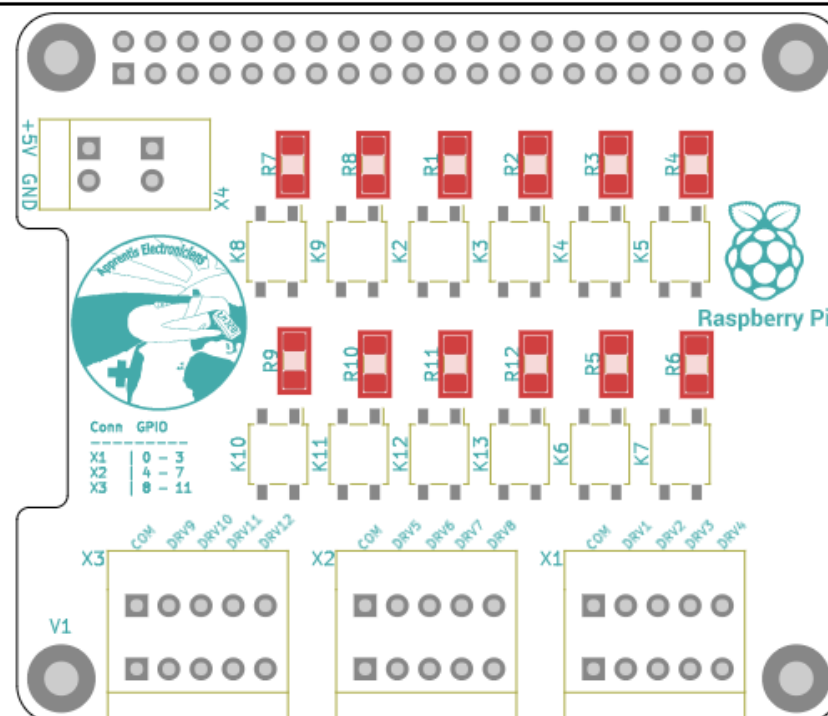 +5V
GND
X4
R7
R8
R1
R2
R3
R4
K8
K9
K2
K3
K4
K5
Apprentis Electroniciens
Raspberry Pi
R9
R10
R11
R12
R5
R6
K10
K11
K12
K13
K6
K7
Conn GPIO
---------
X1 | 0 - 3
X2 | 4 - 7
X3 | 8 - 11
X3
COM DRV9 DRV10 DRV11 DRV12
X2
COM DRV5 DRV6 DRV7 DRV8
X1
COM DRV1 DRV2 DRV3 DRV4
V1